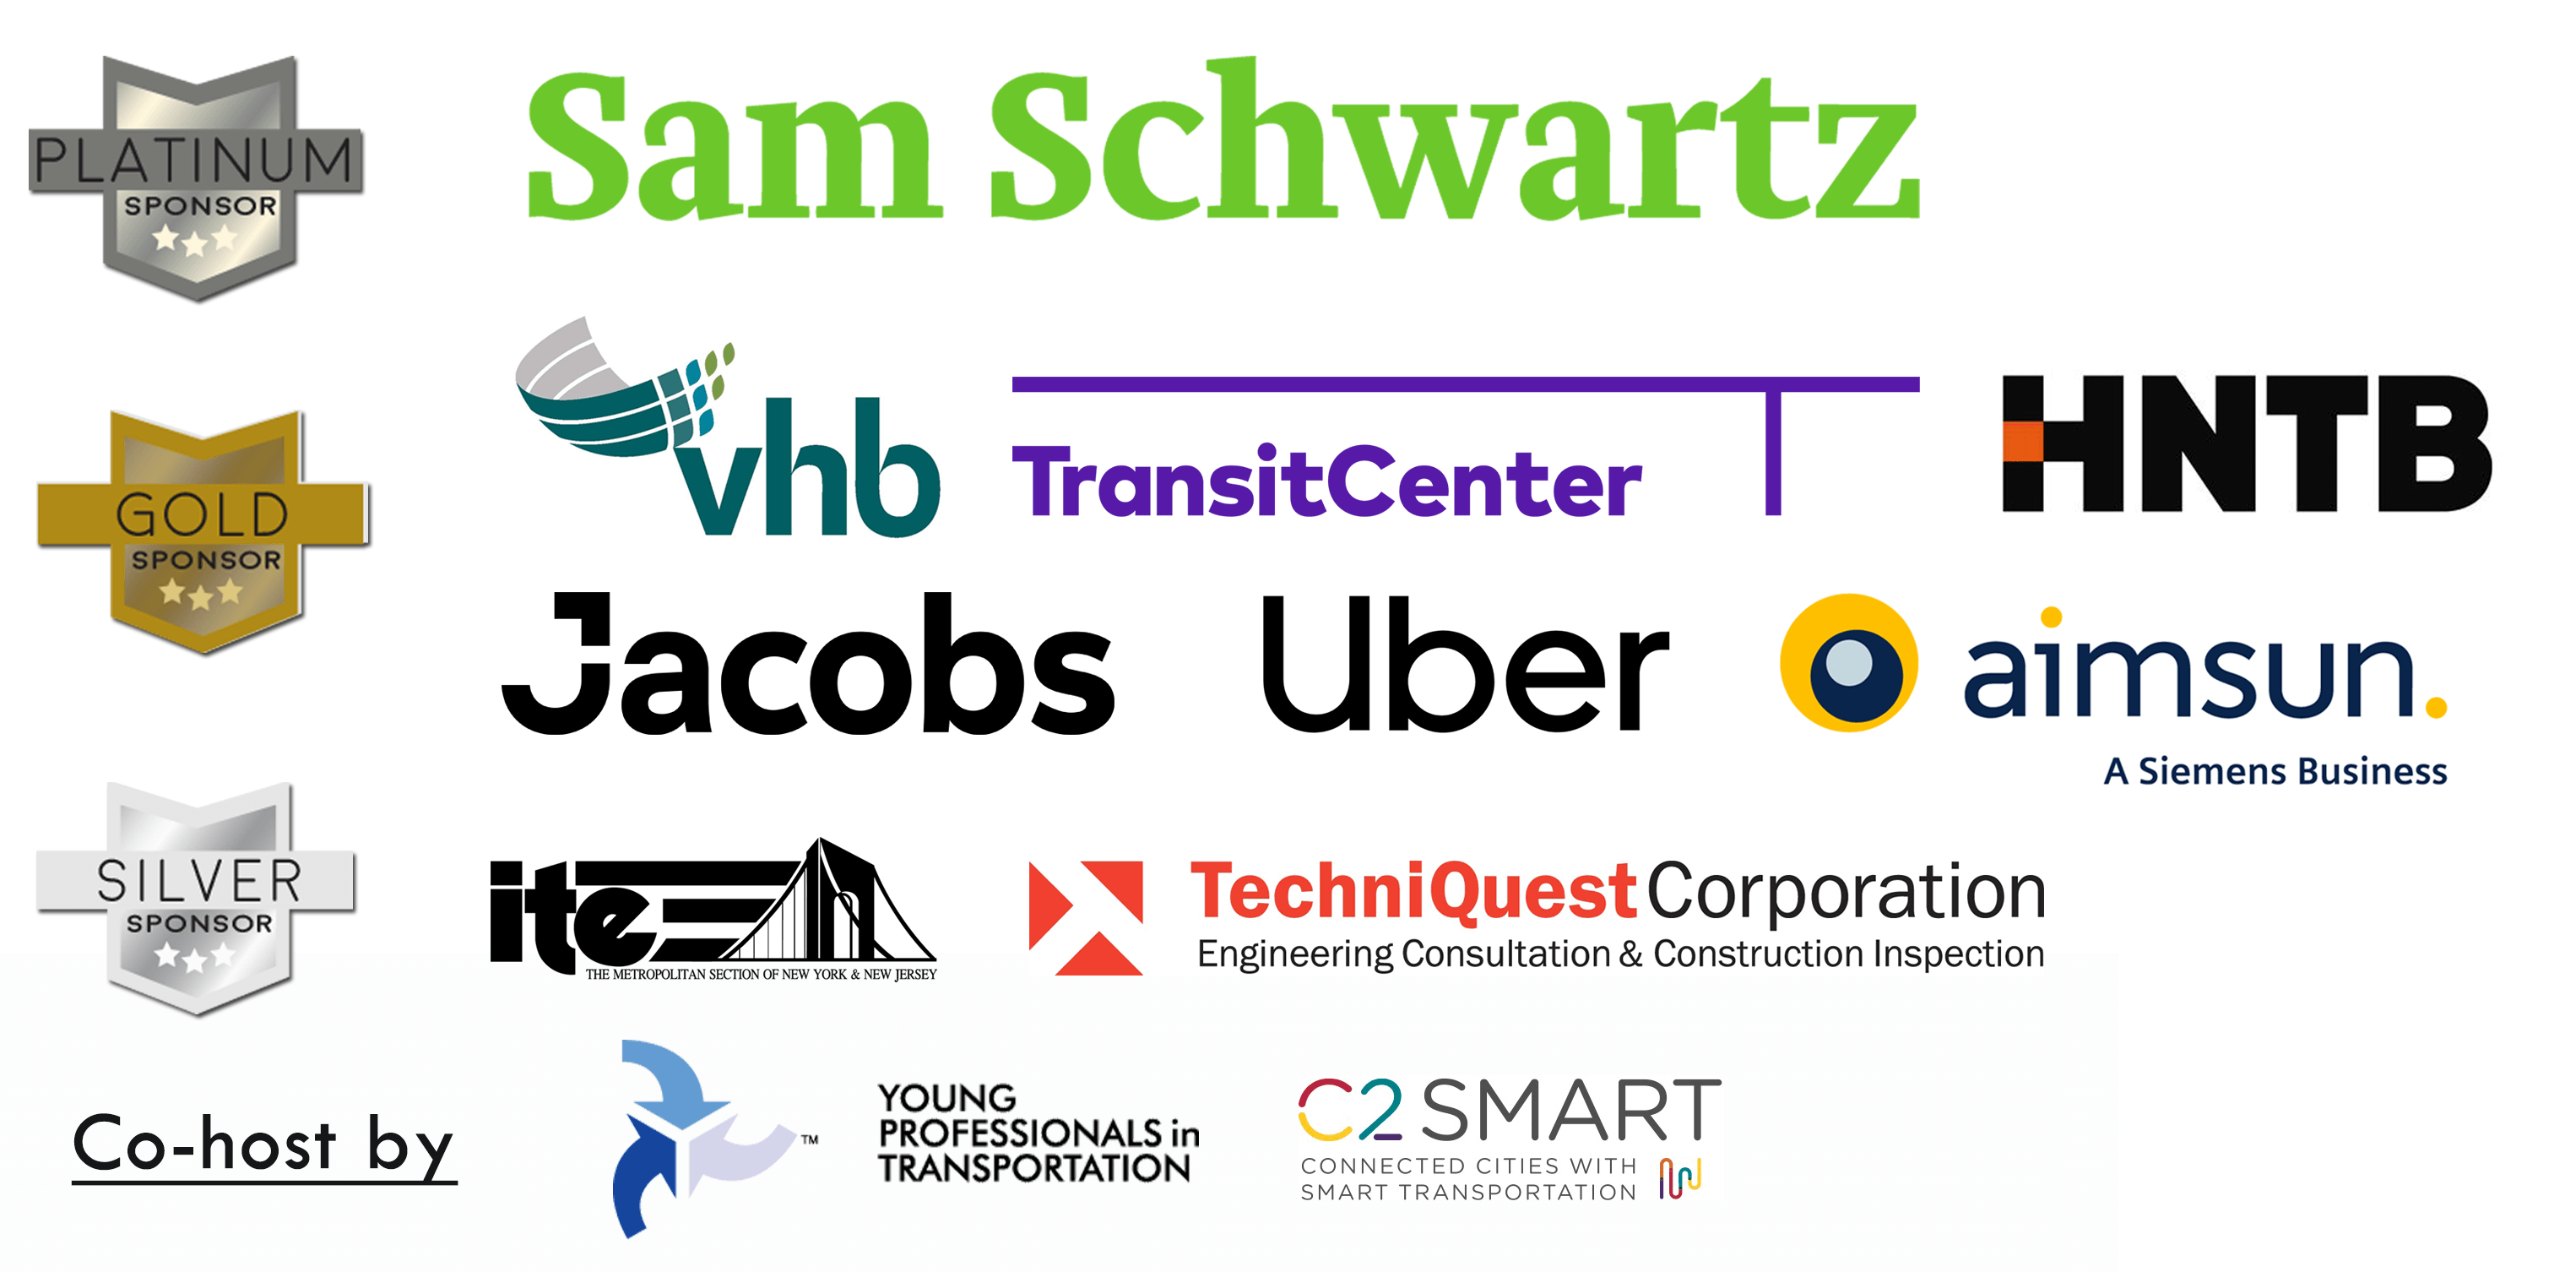 PLATINUM
SPONSOR
Sam Schwartz
GOLD
SPONSOR
vhb
TransitCenter
HNTB
Jacobs
Uber
aimsun.
A Siemens Business
SILVER
SPONSOR
ite
THE METROPOLITAN SECTION OF NEW YORK & NEW JERSEY
TechniQuest Corporation
Engineering Consultation & Construction Inspection
Co-host by
TM
YOUNG
PROFESSIONALS in
TRANSPORTATION
C2 SMART
CONNECTED CITIES WITH
SMART TRANSPORTATION